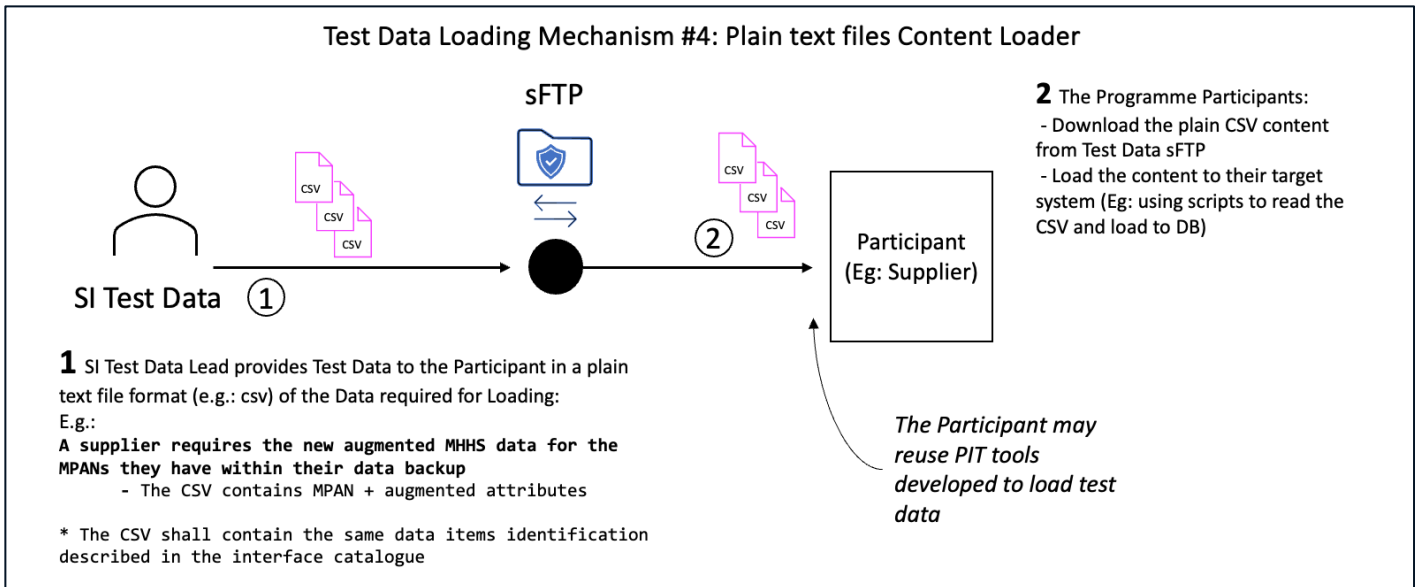 Test Data Loading Mechanism #4: Plain text files Content Loader
sFTP
CSV
CSV
CSV
CSV
CSV
CSV
SI Test Data
1
2
Participant
(Eg: Supplier)
2 The Programme Participants:
- Download the plain CSV content
from Test Data sFTP
- Load the content to their target
system (Eg: using scripts to read the
CSV and load to DB)
1 SI Test Data Lead provides Test Data to the Participant in a plain
text file format (e.g.: csv) of the Data required for Loading:
E.g.:
A supplier requires the new augmented MHHS data for the
MPANs they have within their data backup
- The CSV contains MPAN + augmented attributes
* The CSV shall contain the same data items identification
described in the interface catalogue
The Participant may
reuse PIT tools
developed to load test
data